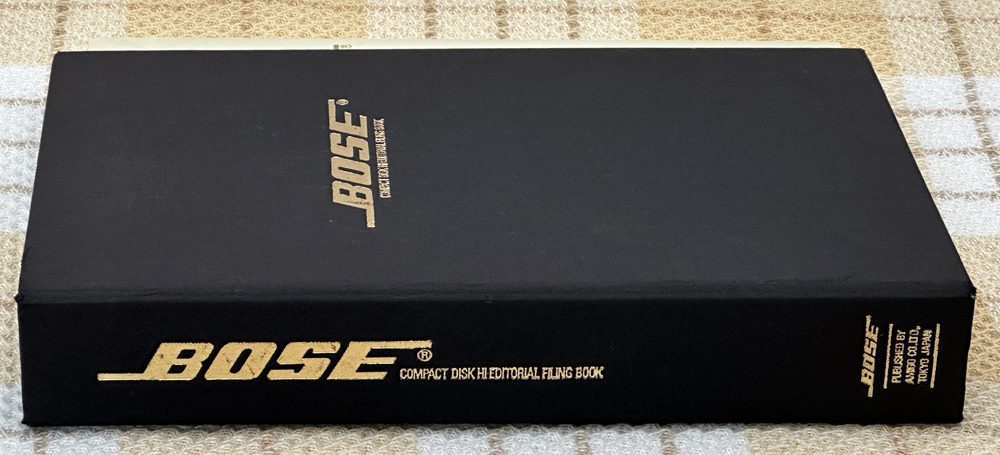 BOSE®
COMPACT DISK HI-EDITORIAL FILING BOOK
BOSE®
COMPACT DISK HI-EDITORIAL FILING BOOK
BOSE®
PUBLISHED BY
AMIGO CO.,LTD.
TOKYO JAPAN